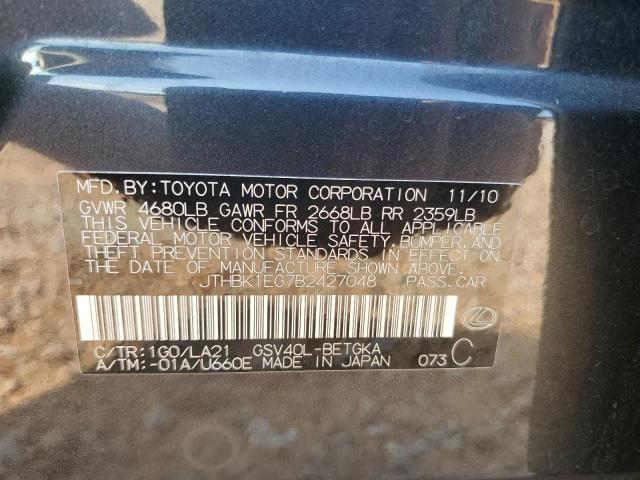 MFD.BY:TOYOTA MOTOR CORPORATION 11/10
GVWR 4680LB GAWR FR 2668LB RR 2359LB
THIS VEHICLE CONFORMS TO ALL APPLICABLE
FEDERAL MOTOR VEHICLE SAFETY,BUMPER,AND
THEFT PREVENTION STANDARDS IN EFFECT ON
THE DATE OF MANUFACTURE SHOWN ABOVE.
JTHBK1EG7B2427048 PASS.CAR
C/TR:1G0/LA21 GSV40L-BETGKA
A/TM:-01A/U660E MADE IN JAPAN 073 C